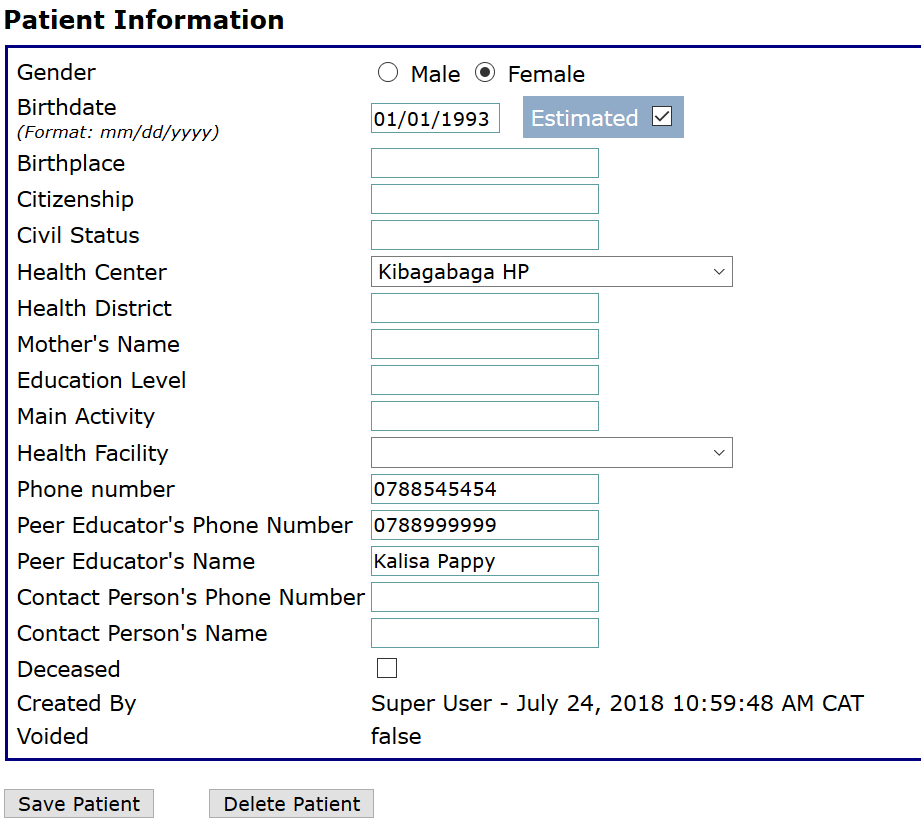 Patient Information
Gender Male Female
Birthdate 01/01/1993 Estimated
(Format: mm/dd/yyyy)
Birthplace
Citizenship
Civil Status
Health Center Kibagabaga HP
Health District
Mother's Name
Education Level
Main Activity
Health Facility
Phone number 0788545454
Peer Educator's Phone Number 0788999999
Peer Educator's Name Kalisa Pappy
Contact Person's Phone Number
Contact Person's Name
Deceased
Created By Super User - July 24, 2018 10:59:48 AM CAT
Voided false
Save Patient Delete Patient